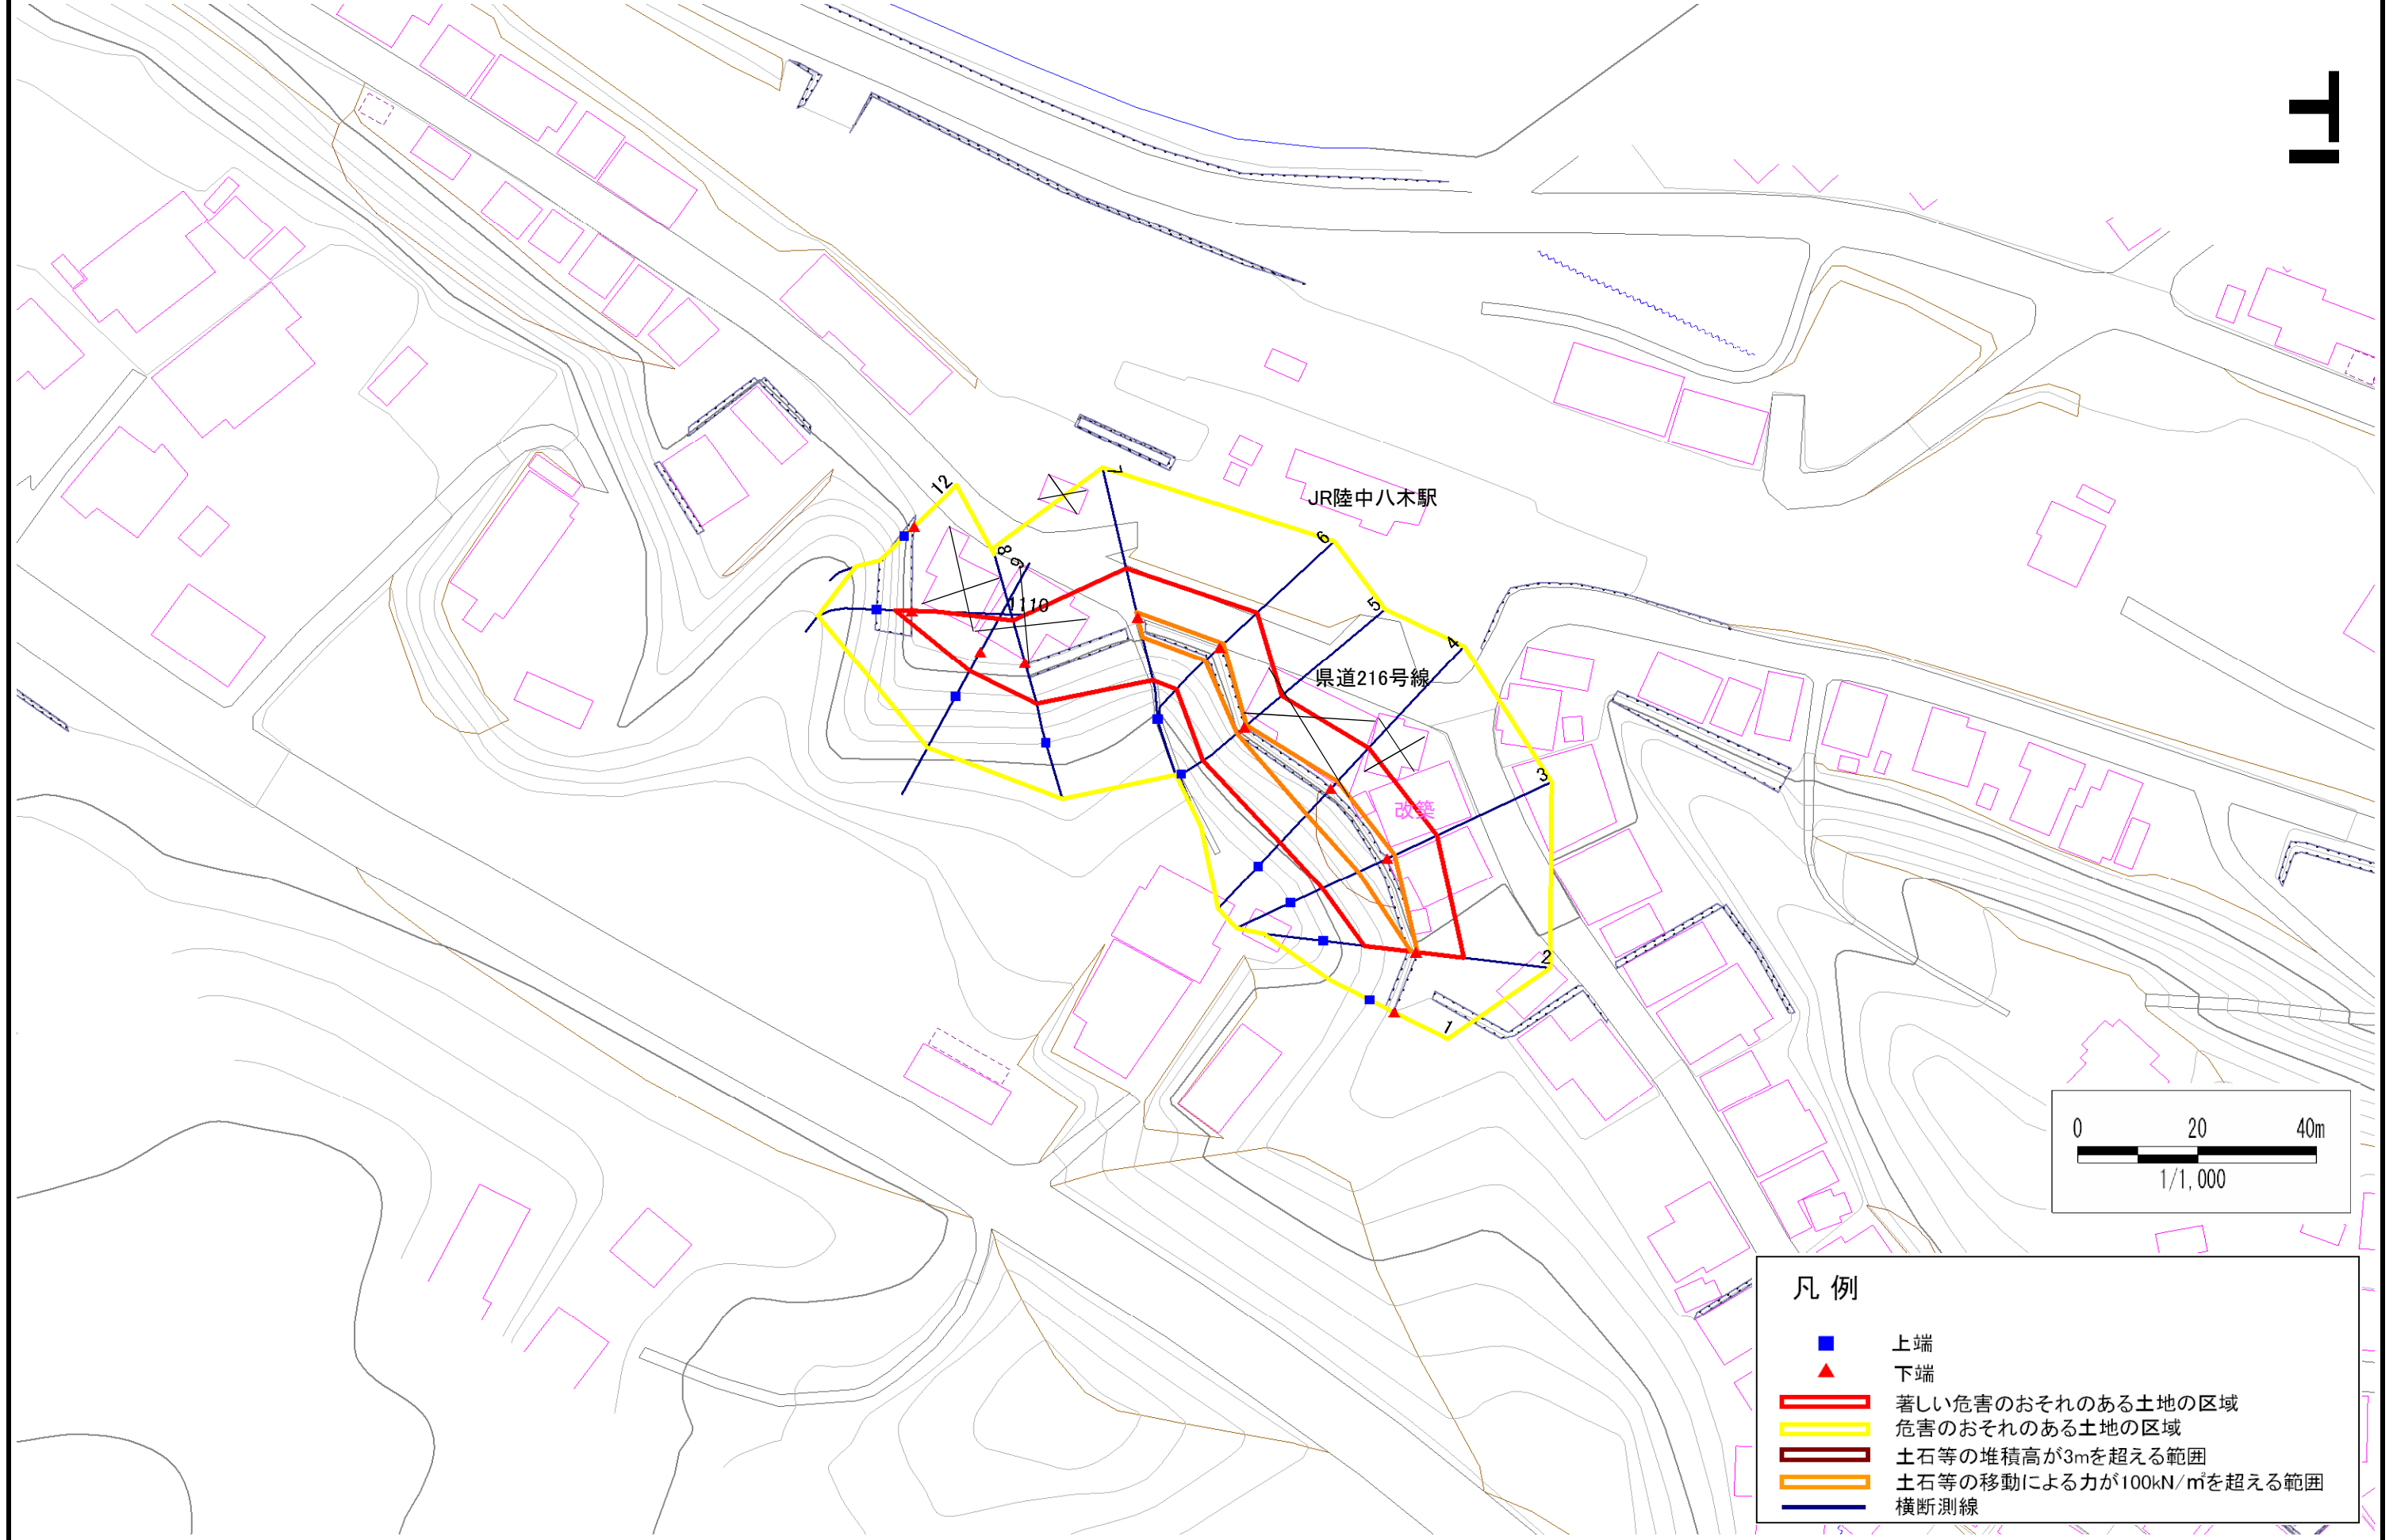 12
7
JR陸中八木駅
6
8
9
1110
5
4
県道216号線
3
改築
2
1
0 20 40m
1/1,000
凡 例
上端
下端
著しい危害のおそれのある土地の区域
危害のおそれのある土地の区域
土石等の堆積高が3mを超える範囲
土石等の移動による力が100kN/㎡を超える範囲
横断測線